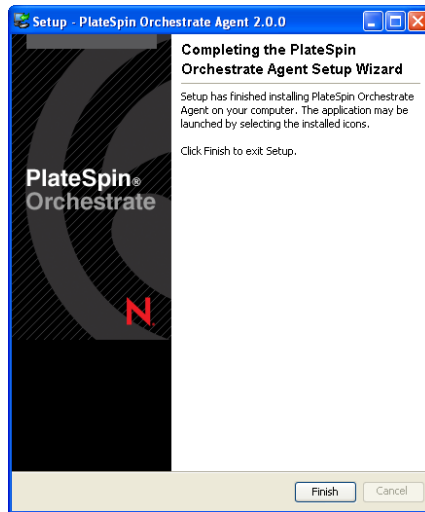 Setup - PlateSpin Orchestrate Agent 2.0.0
Completing the PlateSpin
Orchestrate Agent Setup Wizard
Setup has finished installing PlateSpin Orchestrate
Agent on your computer. The application may be
launched by selecting the installed icons.
Click Finish to exit Setup.
PlateSpin®
Orchestrate
N
Finish
Cancel